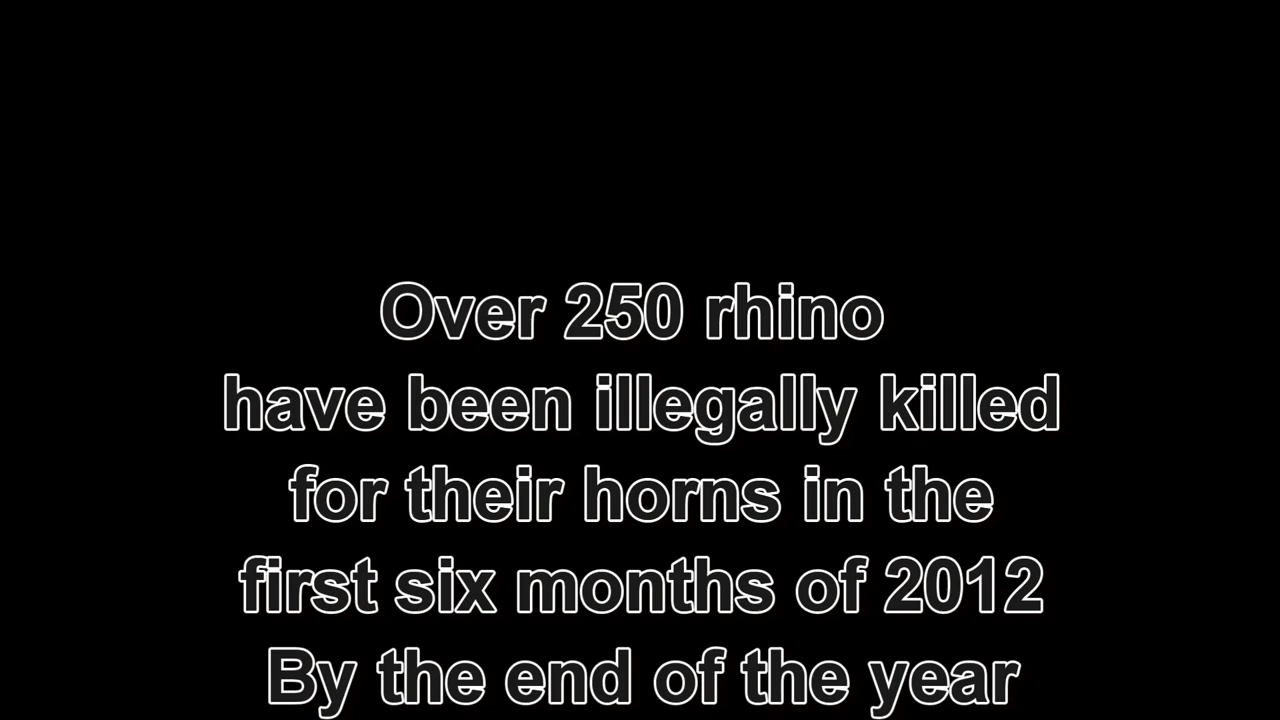 Over 250 rhino
have been illegally killed
for their horns in the
first six months of 2012
By the end of the year